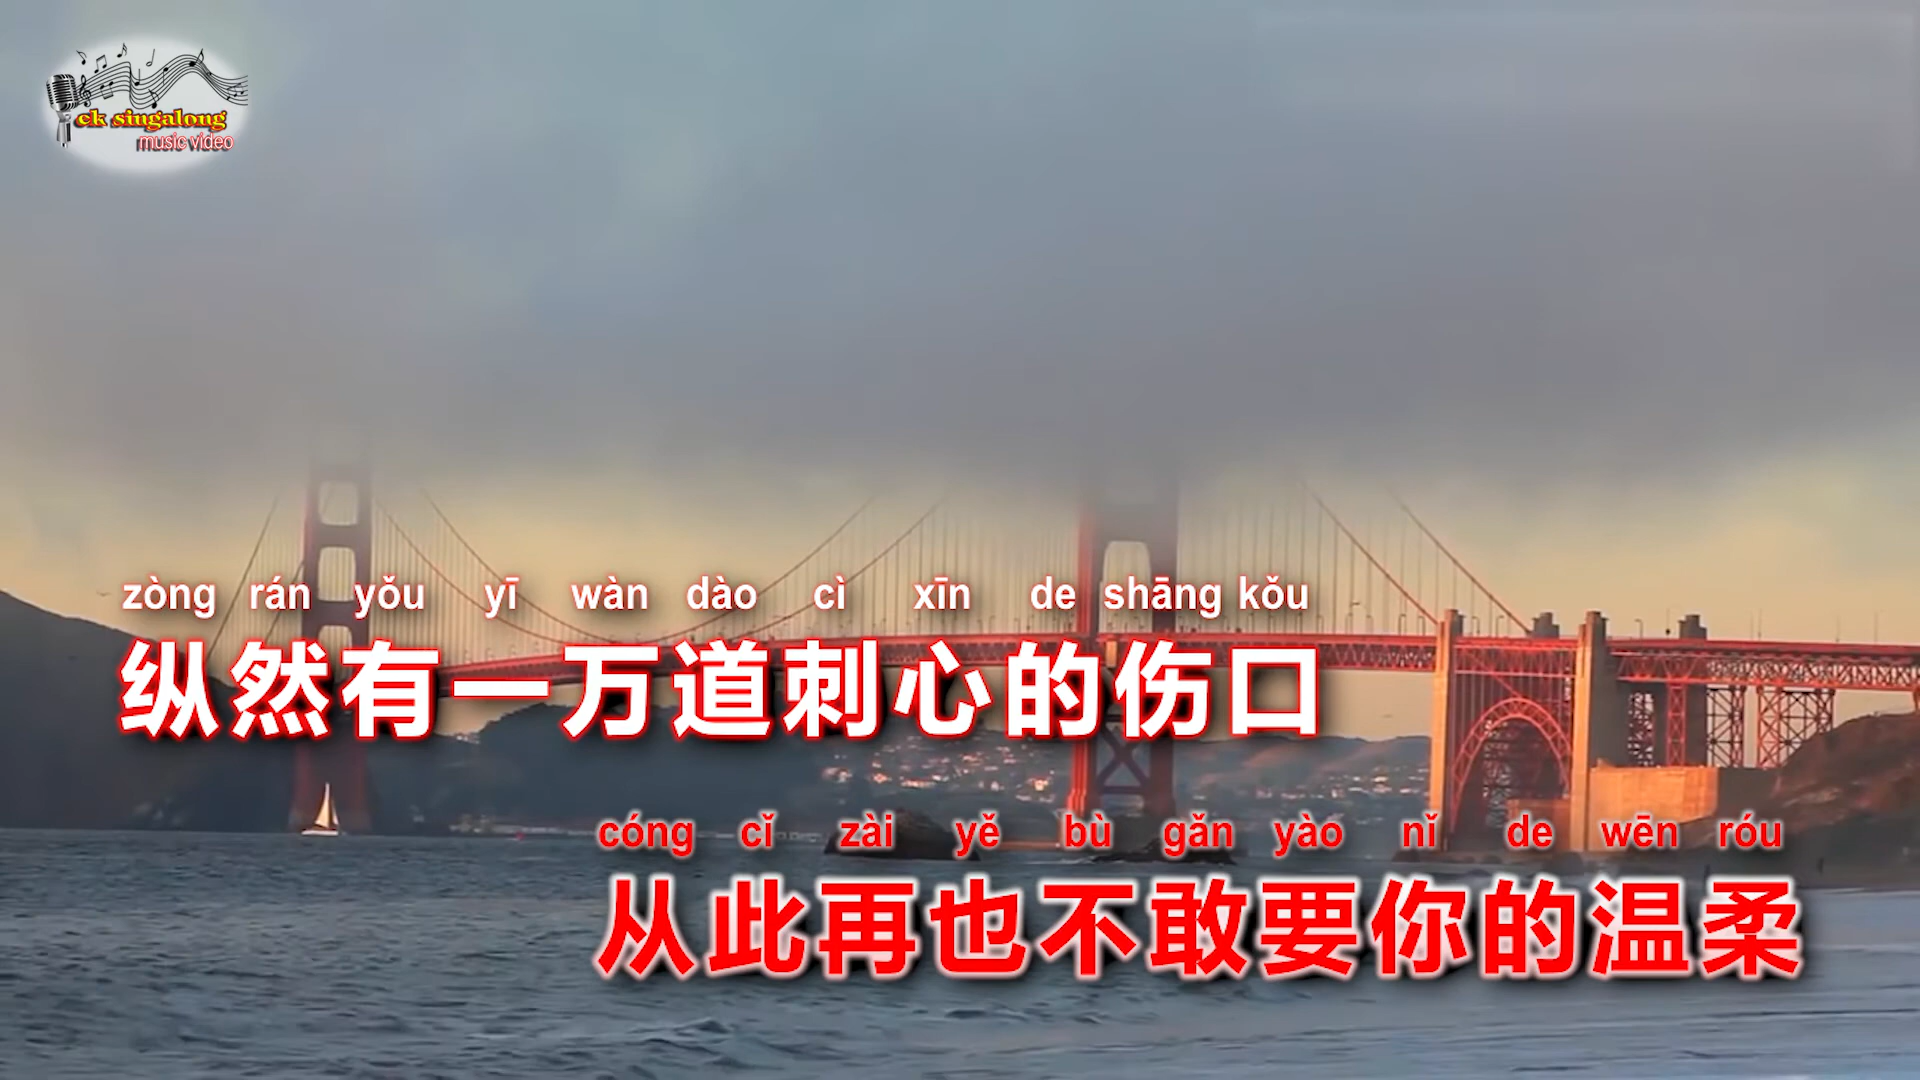 ck singalong
music video
zòng rán yǒu yī wàn dào cì xīn de shāng kǒu
纵然有一万道刺心的伤口
cóng cǐ zài yě bù gǎn yào nǐ de wēn róu
从此再也不敢要你的温柔